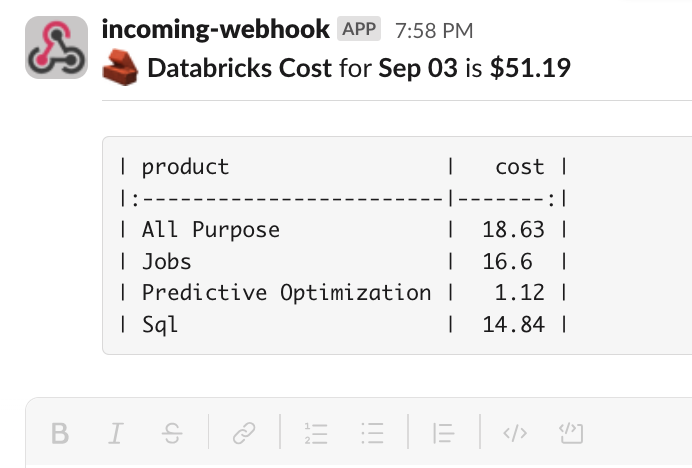 incoming-webhook APP 7:58 PM
Databricks Cost for Sep 03 is $51.19
| product                 |   cost |
|:------------------------|-------:|
| All Purpose             |  18.63 |
| Jobs                    |  16.6  |
| Predictive Optimization |   1.12 |
| Sql                     |  14.84 |
B I S